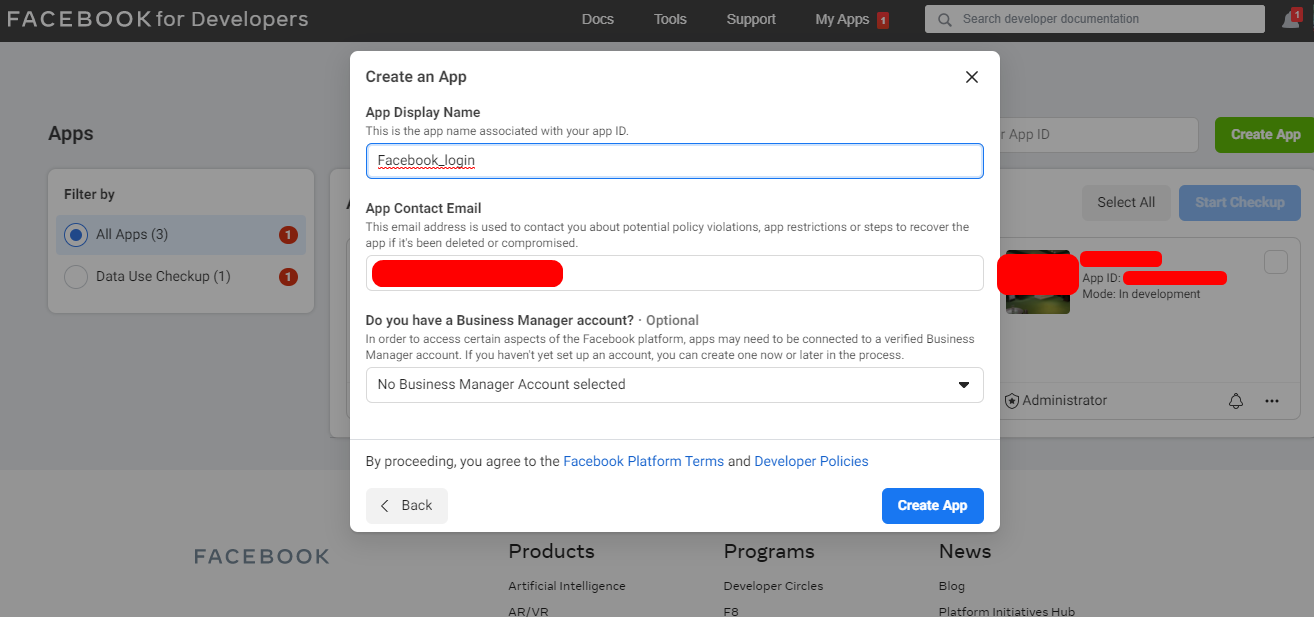 FACEBOOK for Developers
Docs
Tools
Support
My Apps 1
Search developer documentation
1
Create an App
App Display Name
This is the app name associated with your app ID.
Facebook_login
App Contact Email
This email address is used to contact you about potential policy violations, app restrictions or steps to recover the
app if it's been deleted or compromised.
Do you have a Business Manager account? · Optional
In order to access certain aspects of the Facebook platform, apps may need to be connected to a verified Business
Manager account. If you haven't yet set up an account, you can create one now or later in the process.
No Business Manager Account selected
By proceeding, you agree to the Facebook Platform Terms and Developer Policies
Back
Create App
Apps
App ID
Create App
Filter by
All Apps (3) 1
Data Use Checkup (1) 1
Select All
Start Checkup
App ID:
Mode: In development
Administrator
FACEBOOK
Products
Artificial Intelligence
AR/VR
Programs
Developer Circles
F8
News
Blog
Platform Initiatives Hub